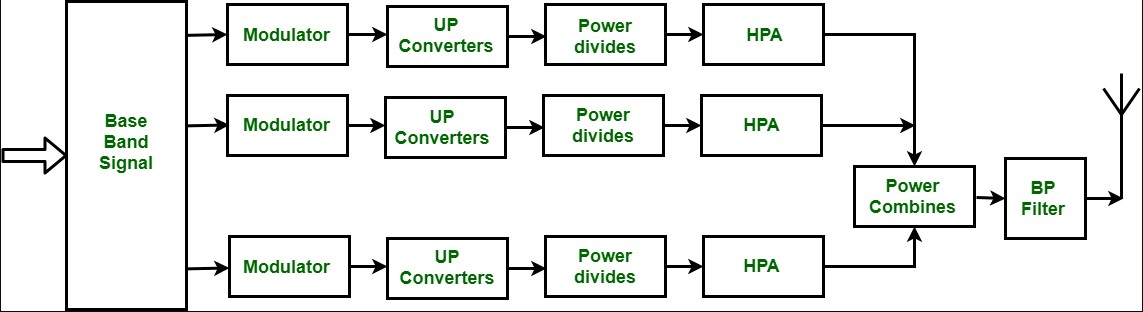 Base
Band
Signal
Modulator
UP
Converters
Power
divides
HPA
Modulator
UP
Converters
Power
divides
HPA
Power
Combines
BP
Filter
Modulator
UP
Converters
Power
divides
HPA